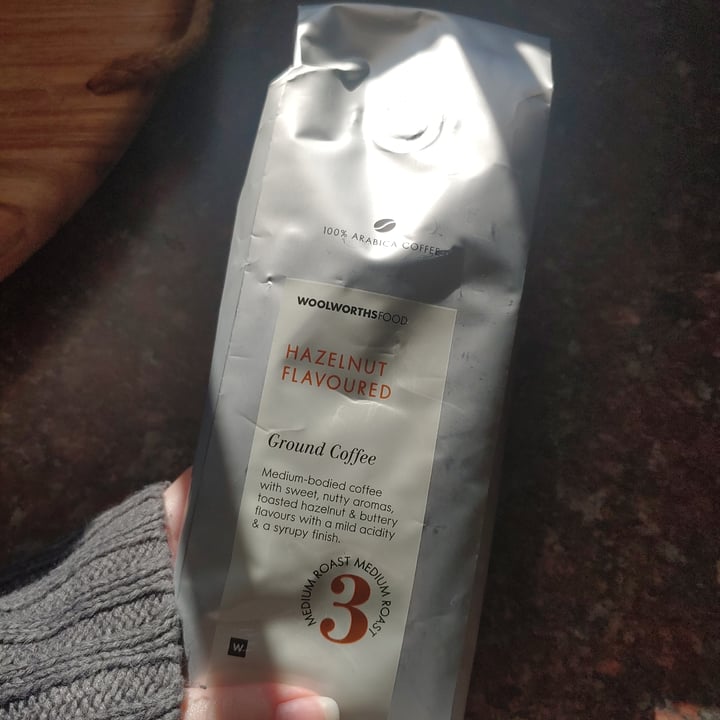 100% ARABICA COFFEE
WOOLWORTHSFOOD
HAZELNUT
FLAVOURED
Ground Coffee
Medium-bodied coffee
with sweet, nutty aromas,
toasted hazelnut & buttery
flavours with a mild acidity
& a syrupy finish.
MEDIUM ROAST MEDIUM ROAST
3
W